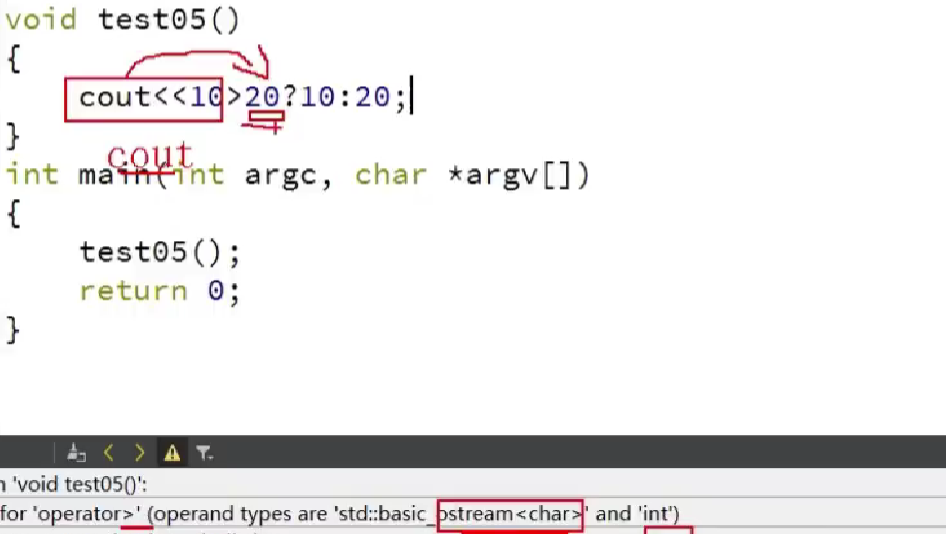 void test05()
{
cout<<10>20?10:20;
}
cout
int main(int argc, char *argv[])
{
test05();
return 0;
}
n 'void test05()':
for 'operator>' (operand types are 'std::basic_ostream<char>' and 'int')